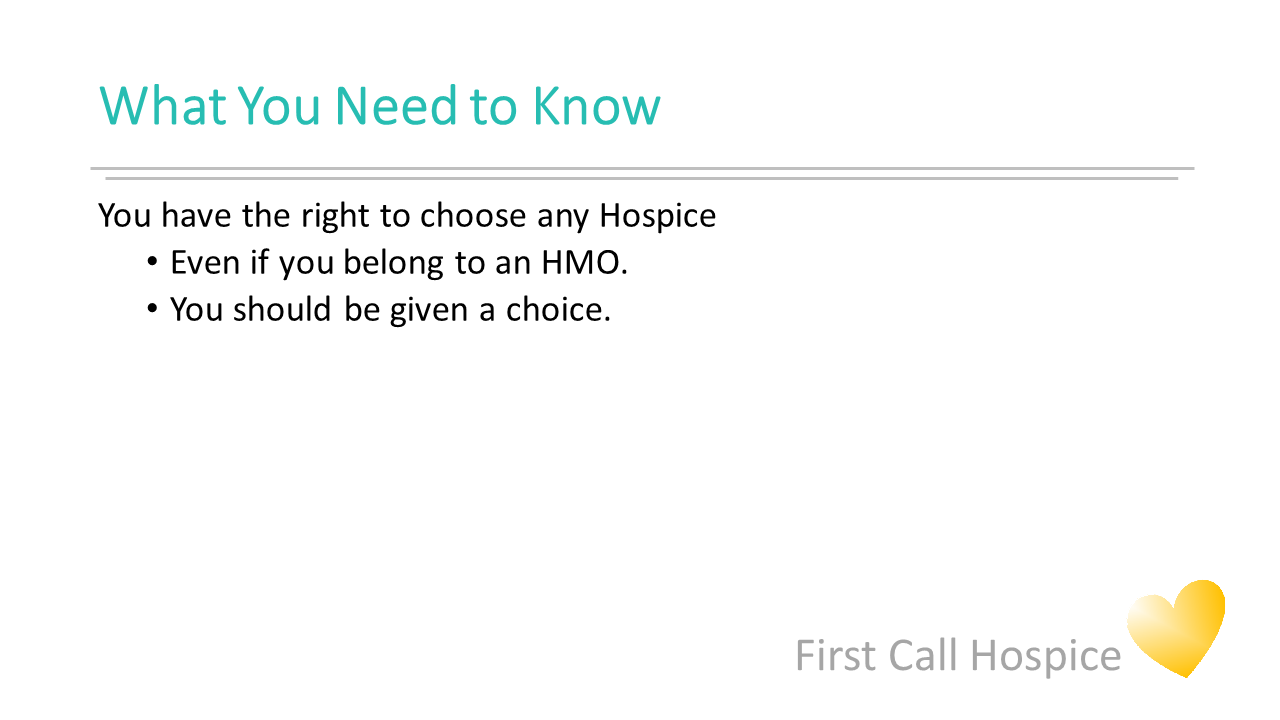 What You Need to Know
You have the right to choose any Hospice
• Even if you belong to an HMO.
• You should be given a choice.
First Call Hospice